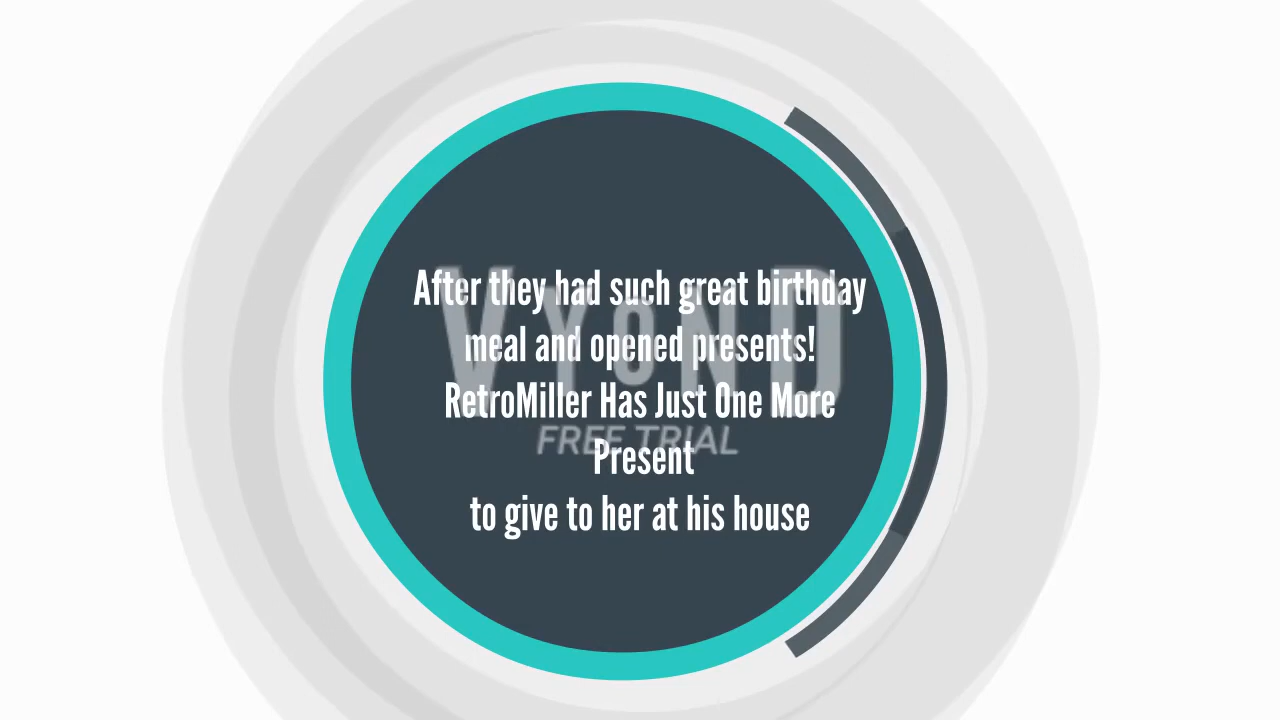 After they had such great birthday
meal and opened presents!
RetroMiller Has Just One More
Present
to give to her at his house
VYOND
FREE TRIAL